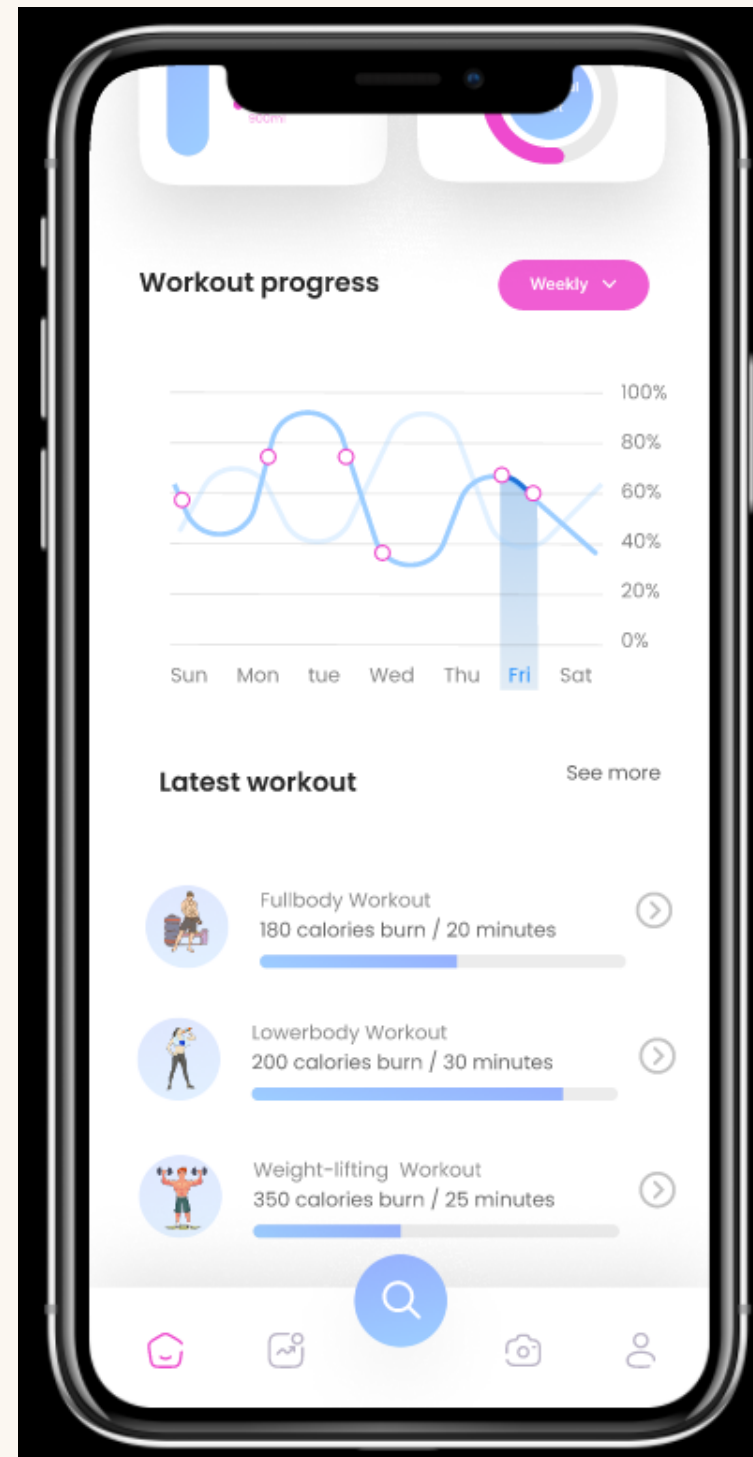 900ml
Workout progress
Weekly
100%
80%
60%
40%
20%
0%
Sun Mon tue Wed Thu Fri Sat
Latest workout
See more
Fullbody Workout
180 calories burn / 20 minutes
Lowerbody Workout
200 calories burn / 30 minutes
Weight-lifting Workout
350 calories burn / 25 minutes